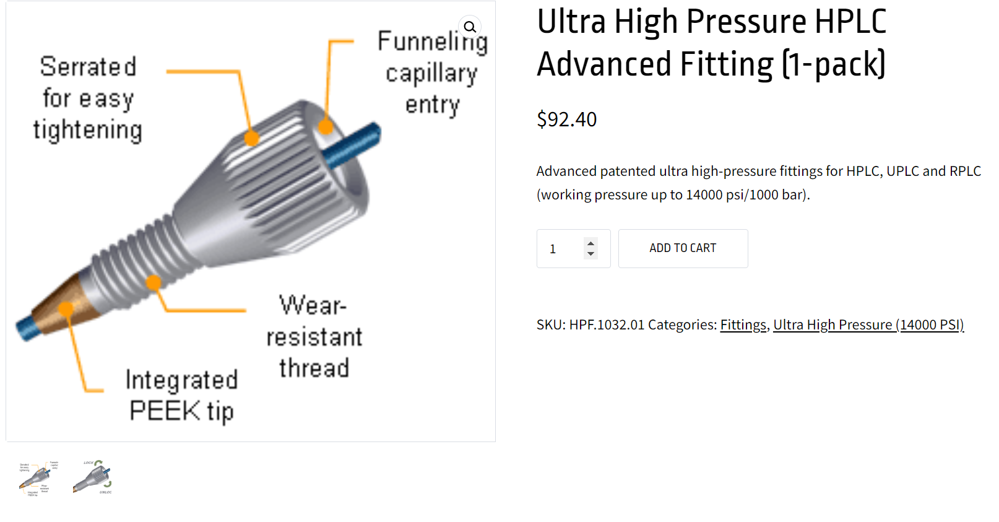 Serrated
for easy
tightening
Funneling
capillary
entry
Wear-
resistant
thread
Integrated
PEEK tip
LOCK
Ultra High Pressure HPLC
Advanced Fitting (1-pack)
$92.40
Advanced patented ultra high-pressure fittings for HPLC, UPLC and RPLC
(working pressure up to 14000 psi/1000 bar).
1
ADD TO CART
SKU: HPF.1032.01 Categories: Fittings, Ultra High Pressure (14000 PSI)